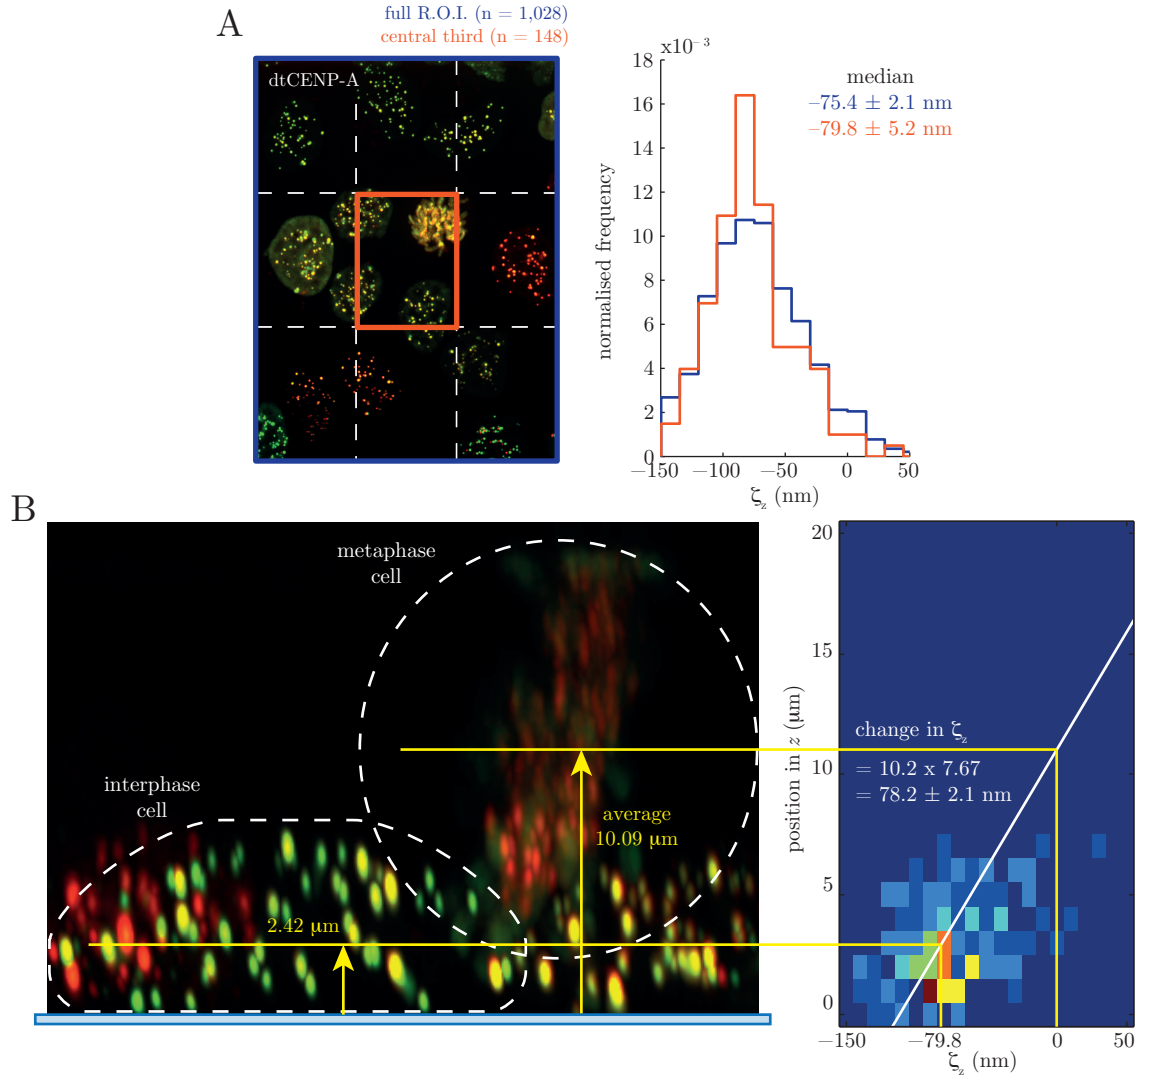 A
full R.O.I. (n = 1,028)
central third (n = 148)
dtCENP-A
x10⁻³
18
16
14
12
10
8
6
4
2
0
normalised frequency
median
–75.4 ± 2.1 nm
–79.8 ± 5.2 nm
−150
−100
−50
0
50
ζz (nm)
B
metaphase
cell
interphase
cell
average
10.09 μm
2.42 μm
20
15
10
5
0
position in z (μm)
change in ζz
= 10.2 x 7.67
= 78.2 ± 2.1 nm
−150
−79.8
0
50
ζz (nm)